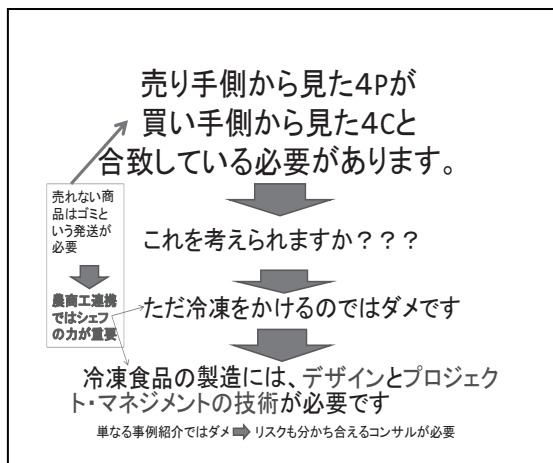 売り手側から見た4Pが
買い手側から見た4Cと
合致している必要があります。
売れない商
品はゴミと
いう発送が
必要
これを考えられますか？？？
農商工連携
ではシェフ
の力が重要
ただ冷凍をかけるのではダメです
冷凍食品の製造には、デザインとプロジェク
ト・マネジメントの技術が必要です
単なる事例紹介ではダメ リスクも分かち合えるコンサルが必要